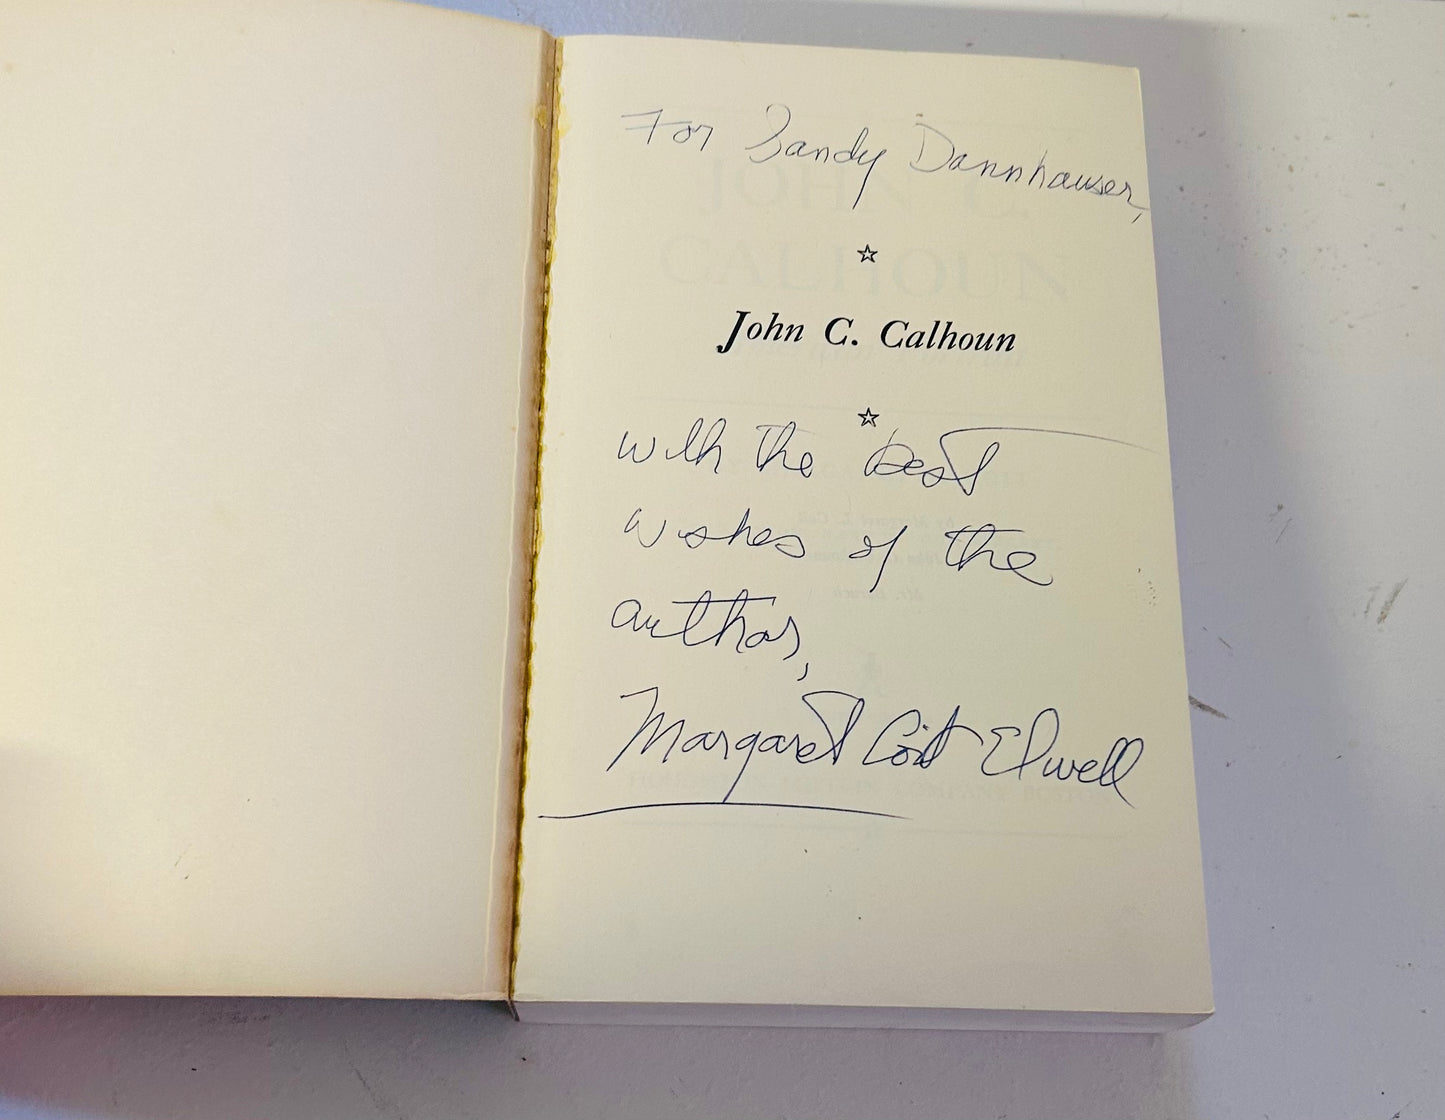 For Sandy Dannhauser,
☆
John C. Calhoun
☆
with the best
wishes of the
author,
Margaret Coit Elwell